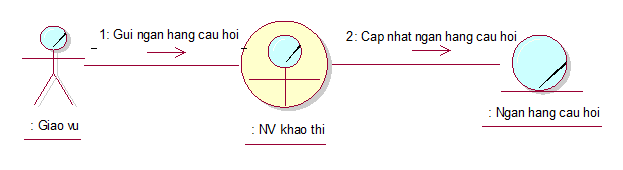 1: Gui ngan hang cau hoi
2: Cap nhat ngan hang cau hoi
: Giao vu
: NV khao thi
: Ngan hang cau hoi